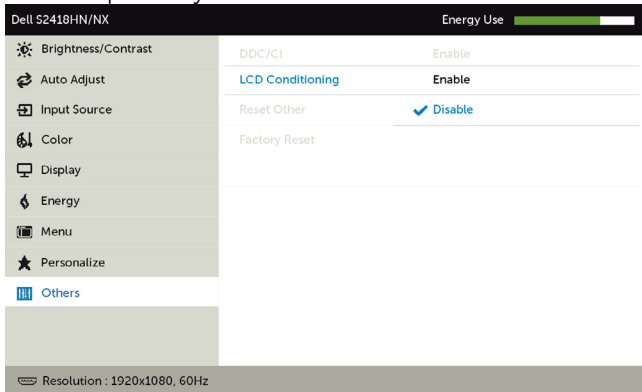 Dell S2418HN/NX Energy Use
Brightness/Contrast
DDC/CI Enable
Auto Adjust
LCD Conditioning Enable
Input Source
Reset Other Disable
Color
Factory Reset
Display
Energy
Menu
Personalize
Others
Resolution : 1920x1080, 60Hz